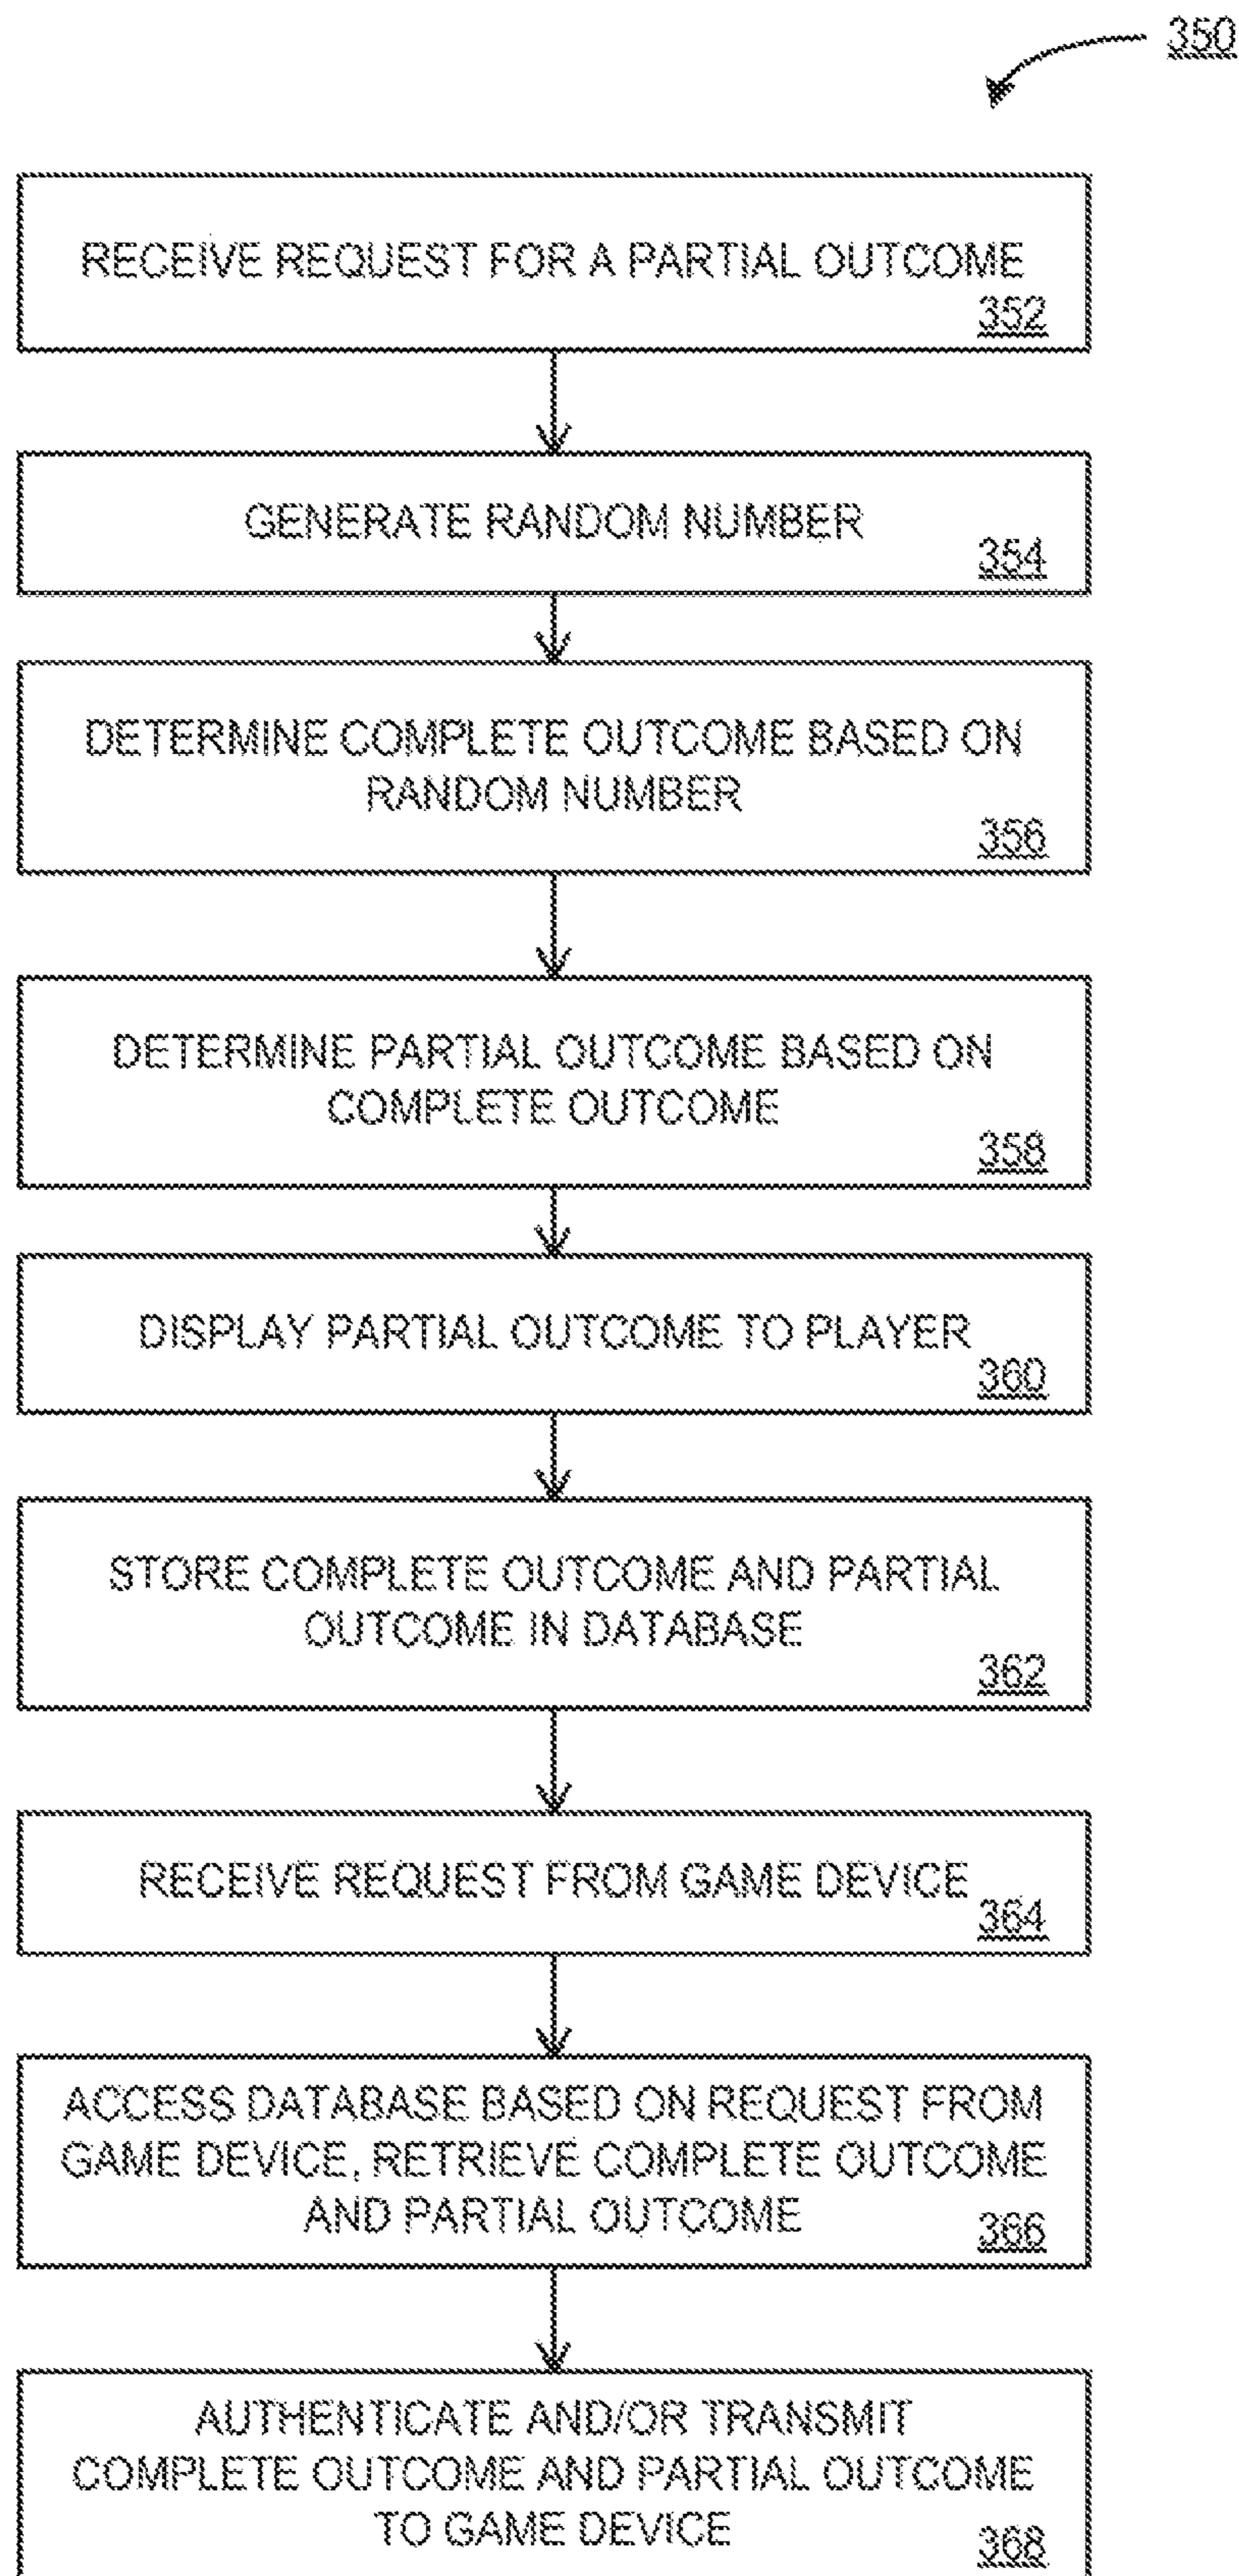 350
RECEIVE REQUEST FOR A PARTIAL OUTCOME
352
GENERATE RANDOM NUMBER
354
DETERMINE COMPLETE OUTCOME BASED ON
RANDOM NUMBER
356
DETERMINE PARTIAL OUTCOME BASED ON
COMPLETE OUTCOME
358
DISPLAY PARTIAL OUTCOME TO PLAYER
360
STORE COMPLETE OUTCOME AND PARTIAL
OUTCOME IN DATABASE
362
RECEIVE REQUEST FROM GAME DEVICE
364
ACCESS DATABASE BASED ON REQUEST FROM
GAME DEVICE, RETRIEVE COMPLETE OUTCOME
AND PARTIAL OUTCOME
366
AUTHENTICATE AND/OR TRANSMIT
COMPLETE OUTCOME AND PARTIAL OUTCOME
TO GAME DEVICE
368